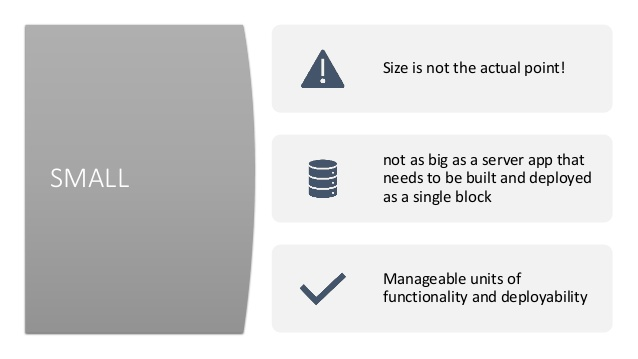 SMALL
Size is not the actual point!
not as big as a server app that
needs to be built and deployed
as a single block
Manageable units of
functionality and deployability